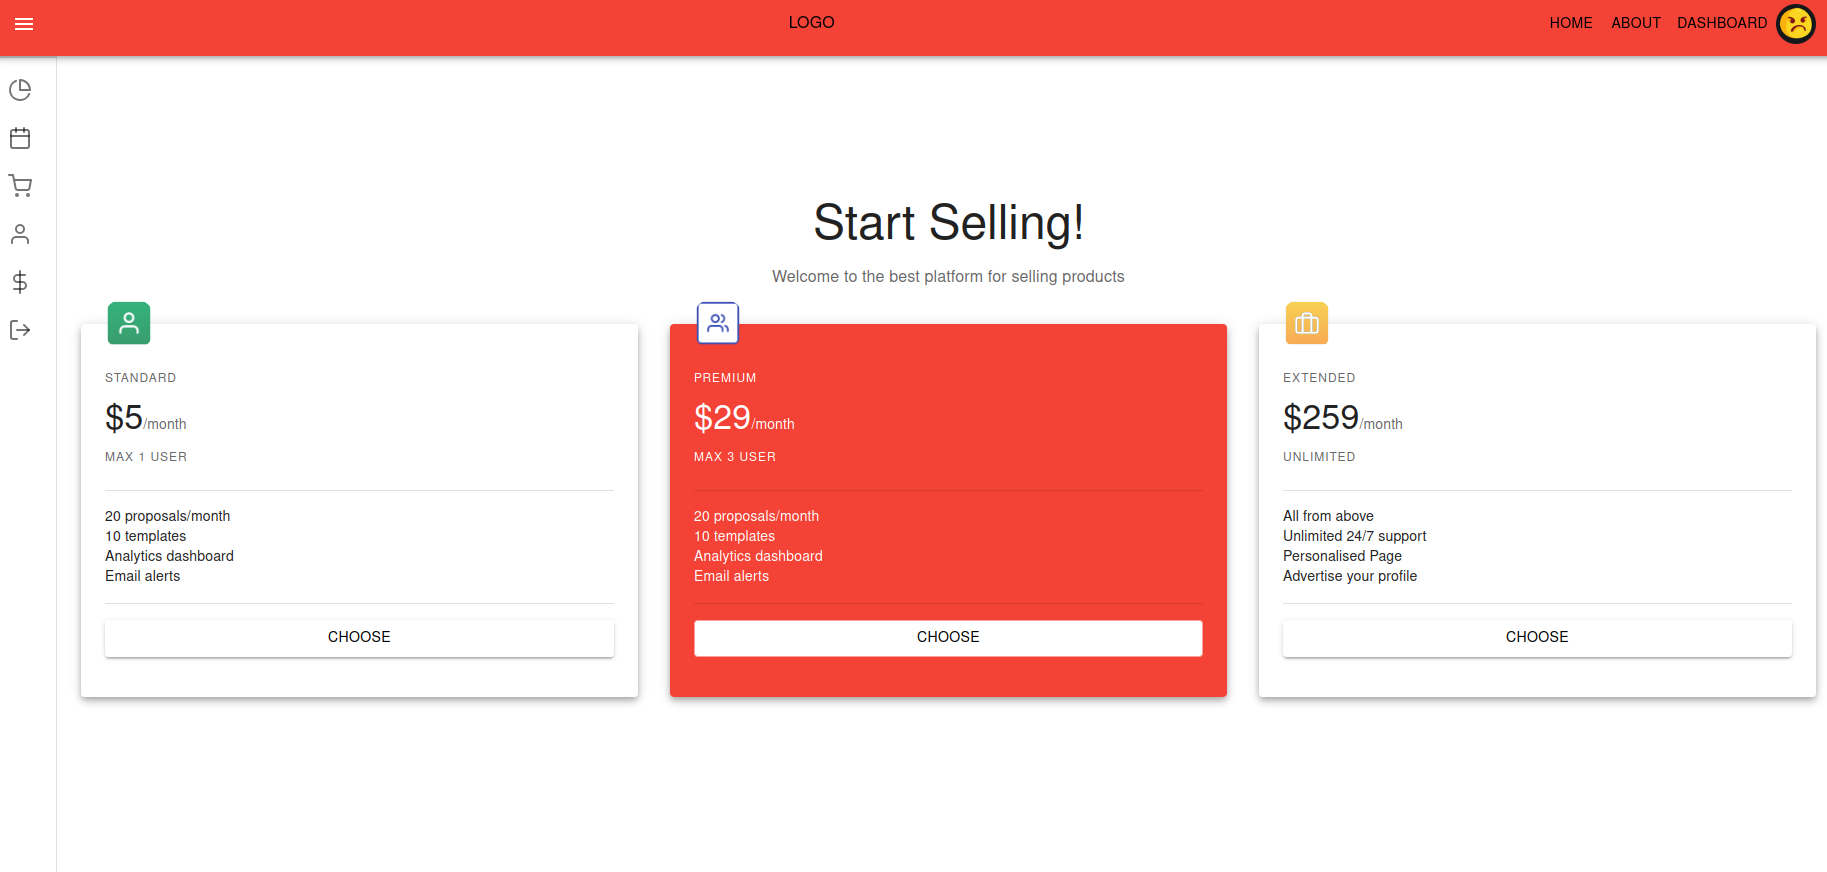 LOGO
HOME ABOUT DASHBOARD
Start Selling!
Welcome to the best platform for selling products
STANDARD
$5/month
MAX 1 USER
20 proposals/month
10 templates
Analytics dashboard
Email alerts
CHOOSE
PREMIUM
$29/month
MAX 3 USER
20 proposals/month
10 templates
Analytics dashboard
Email alerts
CHOOSE
EXTENDED
$259/month
UNLIMITED
All from above
Unlimited 24/7 support
Personalised Page
Advertise your profile
CHOOSE